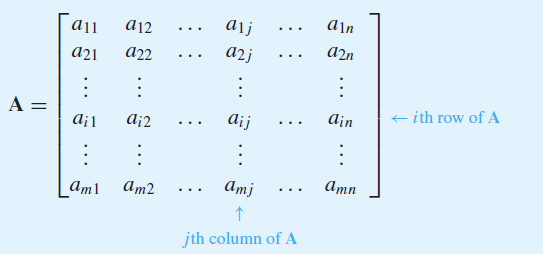 a11 a12 ... a1j ... a1n
a21 a22 ... a2j ... a2n
⋮ ⋮ ⋮ ⋮
A = ai1 ai2 ... aij ... ain ← ith row of A
⋮ ⋮ ⋮ ⋮
am1 am2 ... amj ... amn
↑
jth column of A